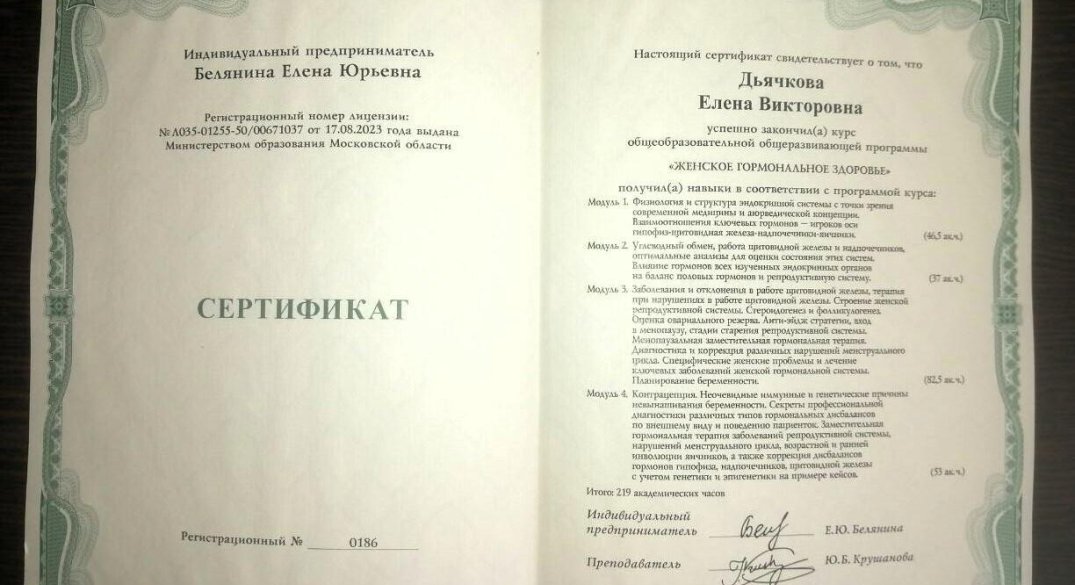 Индивидуальный предприниматель
Белянина Елена Юрьевна
Регистрационный номер лицензии:
№ Л035-01255-50/00671037 от 17.08.2023 года выдана
Министерством образования Московской области
СЕРТИФИКАТ
Регистрационный № 0186
Настоящий сертификат свидетельствует о том, что
Дьячкова
Елена Викторовна
успешно закончил(а) курс
общеобразовательной общеразвивающей программы
«ЖЕНСКОЕ ГОРМОНАЛЬНОЕ ЗДОРОВЬЕ»
получил(а) навыки в соответствии с программой курса:
Модуль 1. Физиология и структура эндокринной системы с точки зрения
современной медицины и аюрведической концепции.
Взаимоотношения ключевых гормонов — игроков оси
гипофиз-щитовидная железа-надпочечники-яичники. (46,5 ак.ч.)
Модуль 2. Углеводный обмен, работа щитовидной железы и надпочечников,
оптимальные анализы для оценки состояния этих систем.
Влияние гормонов всех изученных эндокринных органов
на баланс половых гормонов и репродуктивную систему. (37 ак.ч.)
Модуль 3. Заболевания и отклонения в работе щитовидной железы, терапия
при нарушениях в работе щитовидной железы. Строение женской
репродуктивной системы. Стероидогенез и фолликулогенез.
Оценка овариального резерва. Анти-эйдж стратегии, вход
в менопаузу, стадии старения репродуктивной системы.
Менопаузальная заместительная гормональная терапия.
Диагностика и коррекция различных нарушений менструального
цикла. Специфические женские проблемы и лечение
ключевых заболеваний женской гормональной системы.
Планирование беременности. (82,5 ак.ч.)
Модуль 4. Контрацепция. Неочевидные иммунные и генетические причины
невынашивания беременности. Секреты профессиональной
диагностики различных типов гормональных дисбалансов
по внешнему виду и поведению пациенток. Заместительная
гормональная терапия заболеваний репродуктивной системы,
нарушений менструального цикла, возрастной и ранней
инволюции яичников, а также коррекция дисбалансов
гормонов гипофиза, надпочечников, щитовидной железы
с учетом генетики и эпигенетики на примере кейсов. (53 ак.ч.)
Итого: 219 академических часов
Индивидуальный
предприниматель Е.Ю. Белянина
Преподаватель Ю.Б. Крушанова